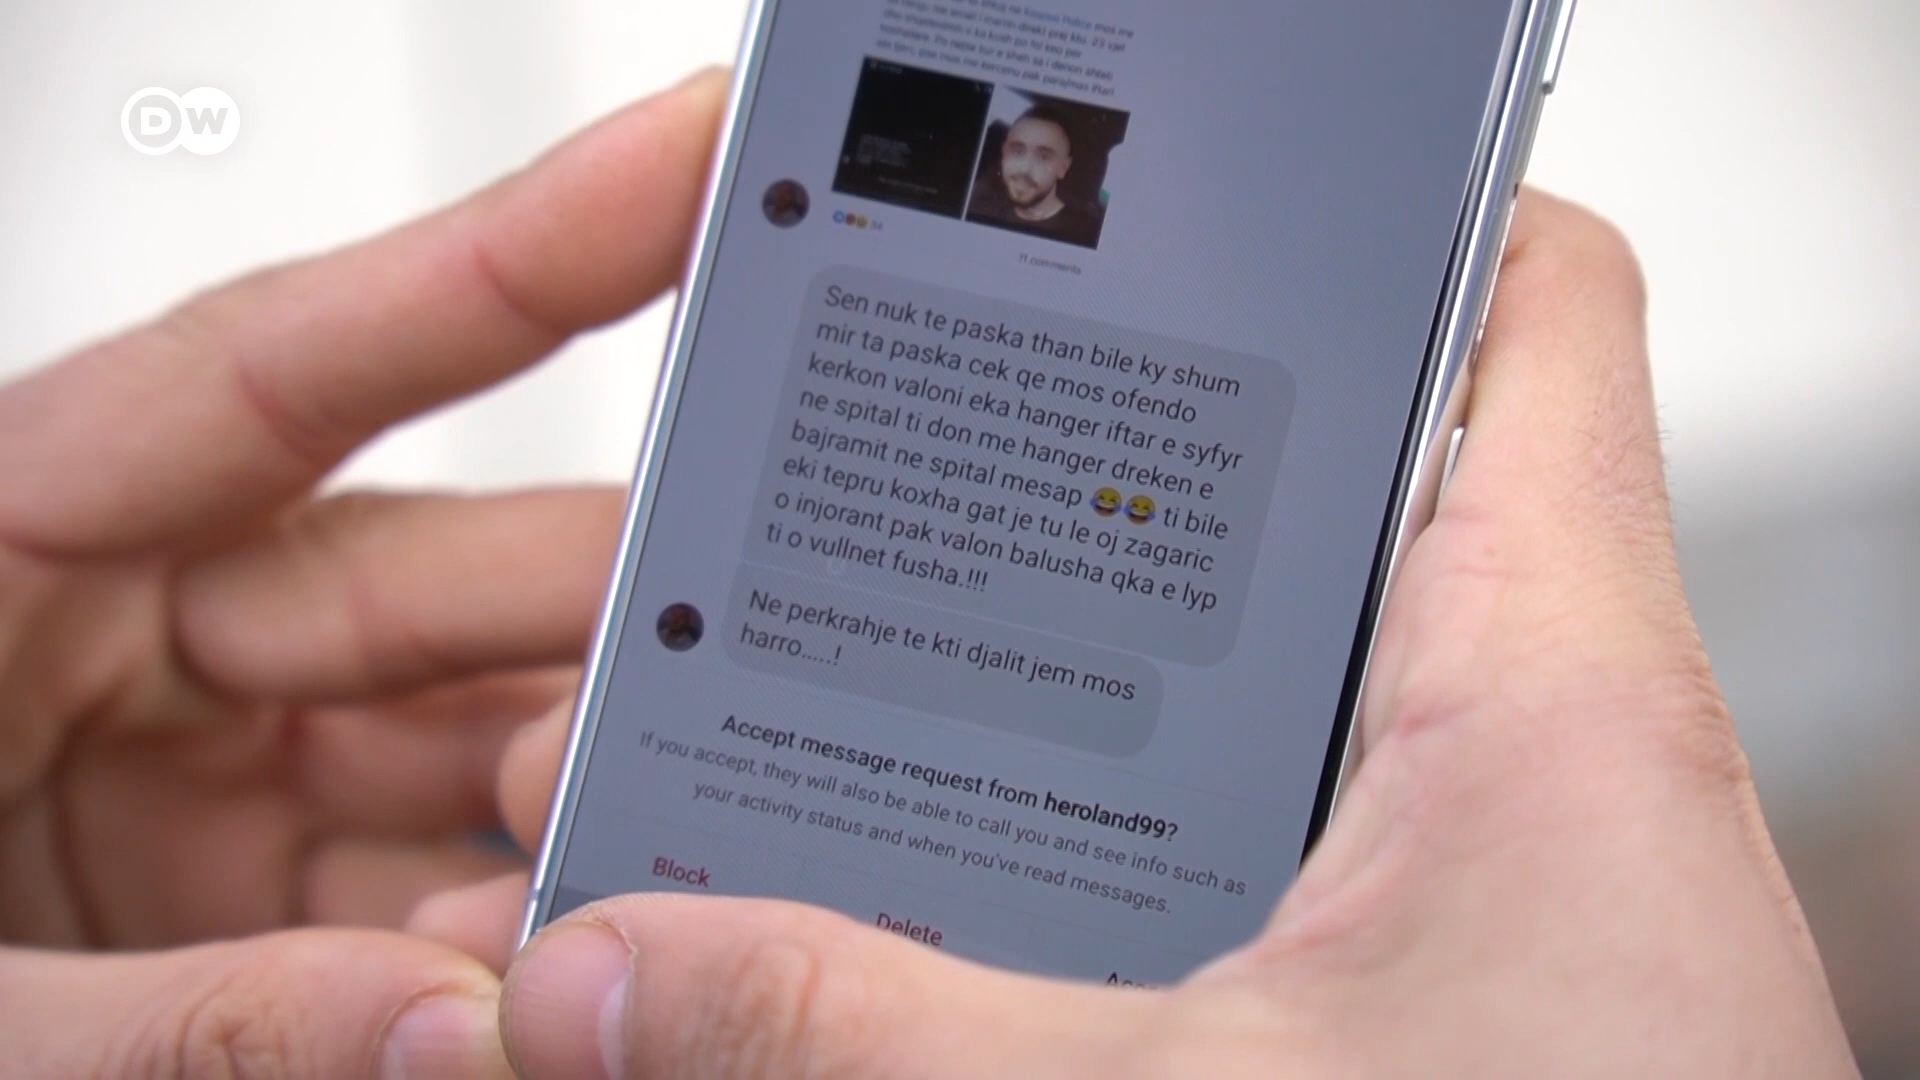 DW
34
11 comments
Sen nuk te paska than bile ky shum
mir ta paska cek qe mos ofendo
kerkon valoni eka hanger iftar e syfyr
ne spital ti don me hanger dreken e
bajramit ne spital mesap 😂😂 ti bile
eki tepru koxha gat je tu le oj zagaric
o injorant pak valon balusha qka e lyp
ti o vullnet fusha.!!!
Ne perkrahje te kti djalit jem mos
harro.....!
Accept message request from heroland99?
If you accept, they will also be able to call you and see info such as
your activity status and when you've read messages.
Block
Delete